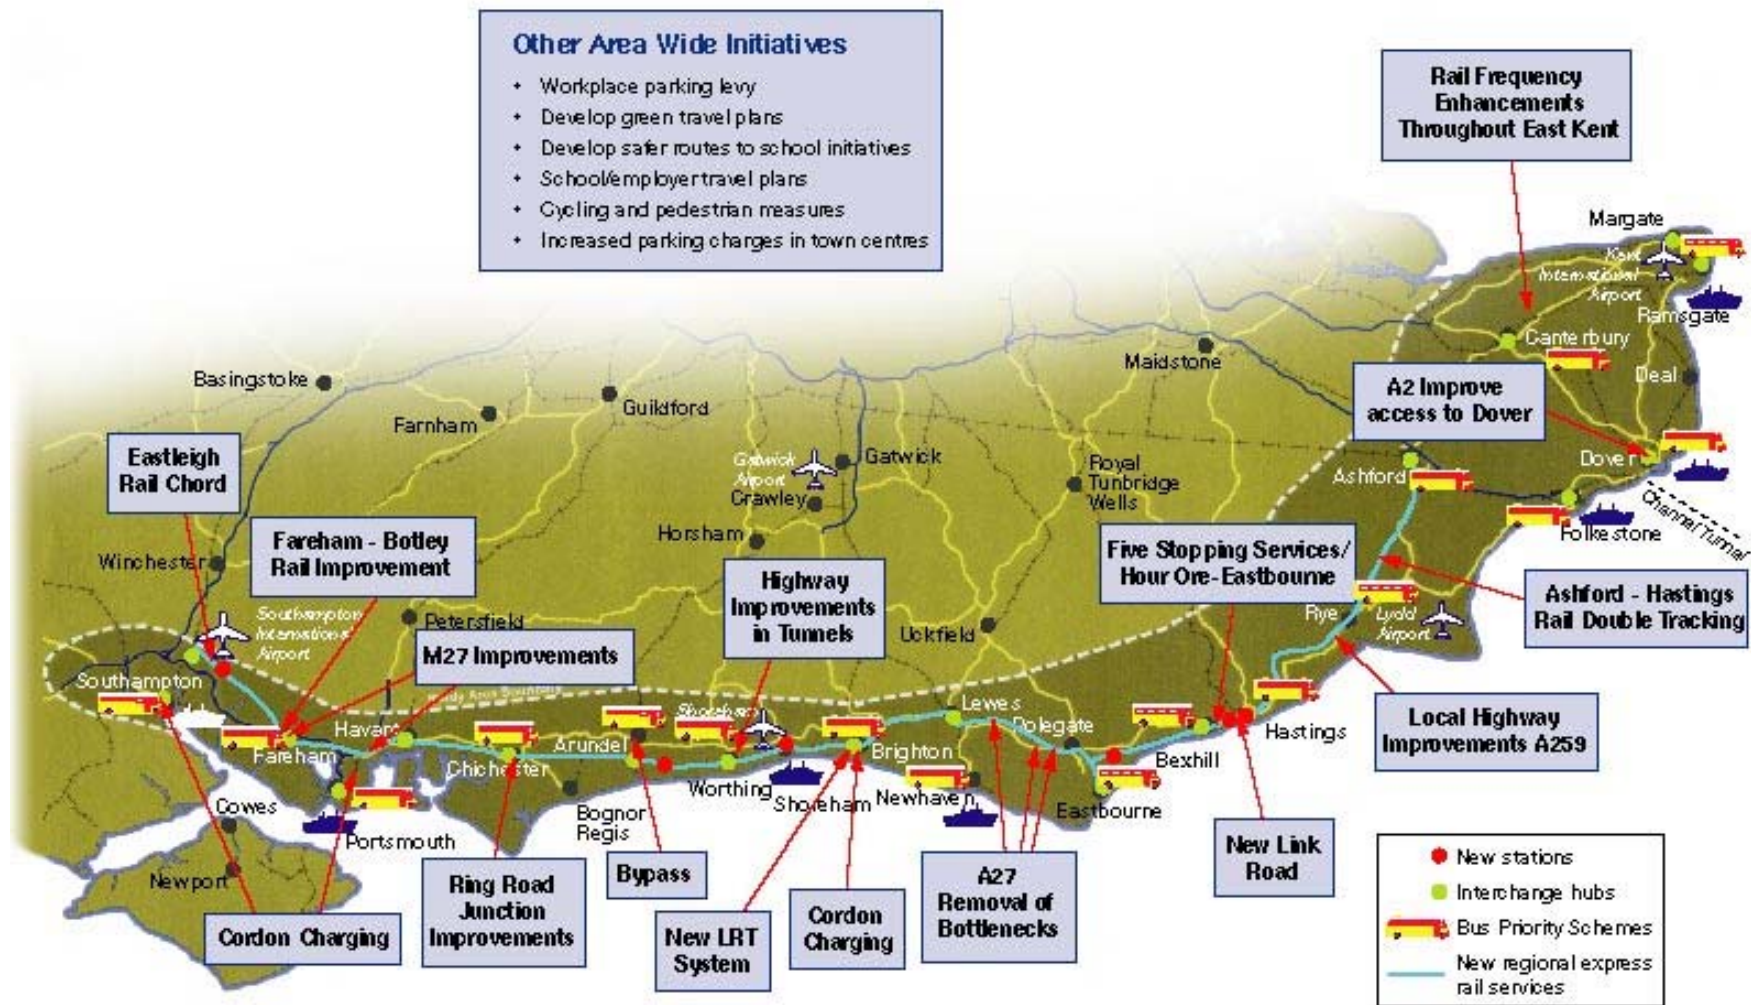 Other Area Wide Initiatives
• Workplace parking levy
• Develop green travel plans
• Develop safer routes to school initiatives
• School/employer travel plans
• Cycling and pedestrian measures
• Increased parking charges in town centres
Rail Frequency
Enhancements
Throughout East Kent
Margate
Kent
International
Airport
Ramsgate
Canterbury
Maidstone
Basingstoke
Guildford
Farnham
A2 Improve
access to Dover
Deal
Eastleigh
Rail Chord
Gatwick
Airport
Gatwick
Crawley
Royal
Tunbridge
Wells
Ashford
Dover
Channel Tunnel
Folkestone
Horsham
Winchester
Fareham - Botley
Rail Improvement
Highway
Improvements
in Tunnels
Five Stopping Services/
Hour Ore-Eastbourne
Ashford - Hastings
Rail Double Tracking
Rye
Lydd
Airport
Southampton
International
Airport
Petersfield
Uckfield
M27 Improvements
Southampton
Area
Havant
Fareham
Chichester
Arundel
Shoreham
Brighton
Lewes
Polegate
Hastings
Bexhill
Local Highway
Improvements A259
Worthing
Shoreham
Newhaven
Eastbourne
Cowes
Portsmouth
Bognor
Regis
Newport
Cordon Charging
Ring Road
Junction
Improvements
Bypass
New LRT
System
Cordon
Charging
A27
Removal of
Bottlenecks
New Link
Road
New stations
Interchange hubs
Bus Priority Schemes
New regional express
rail services